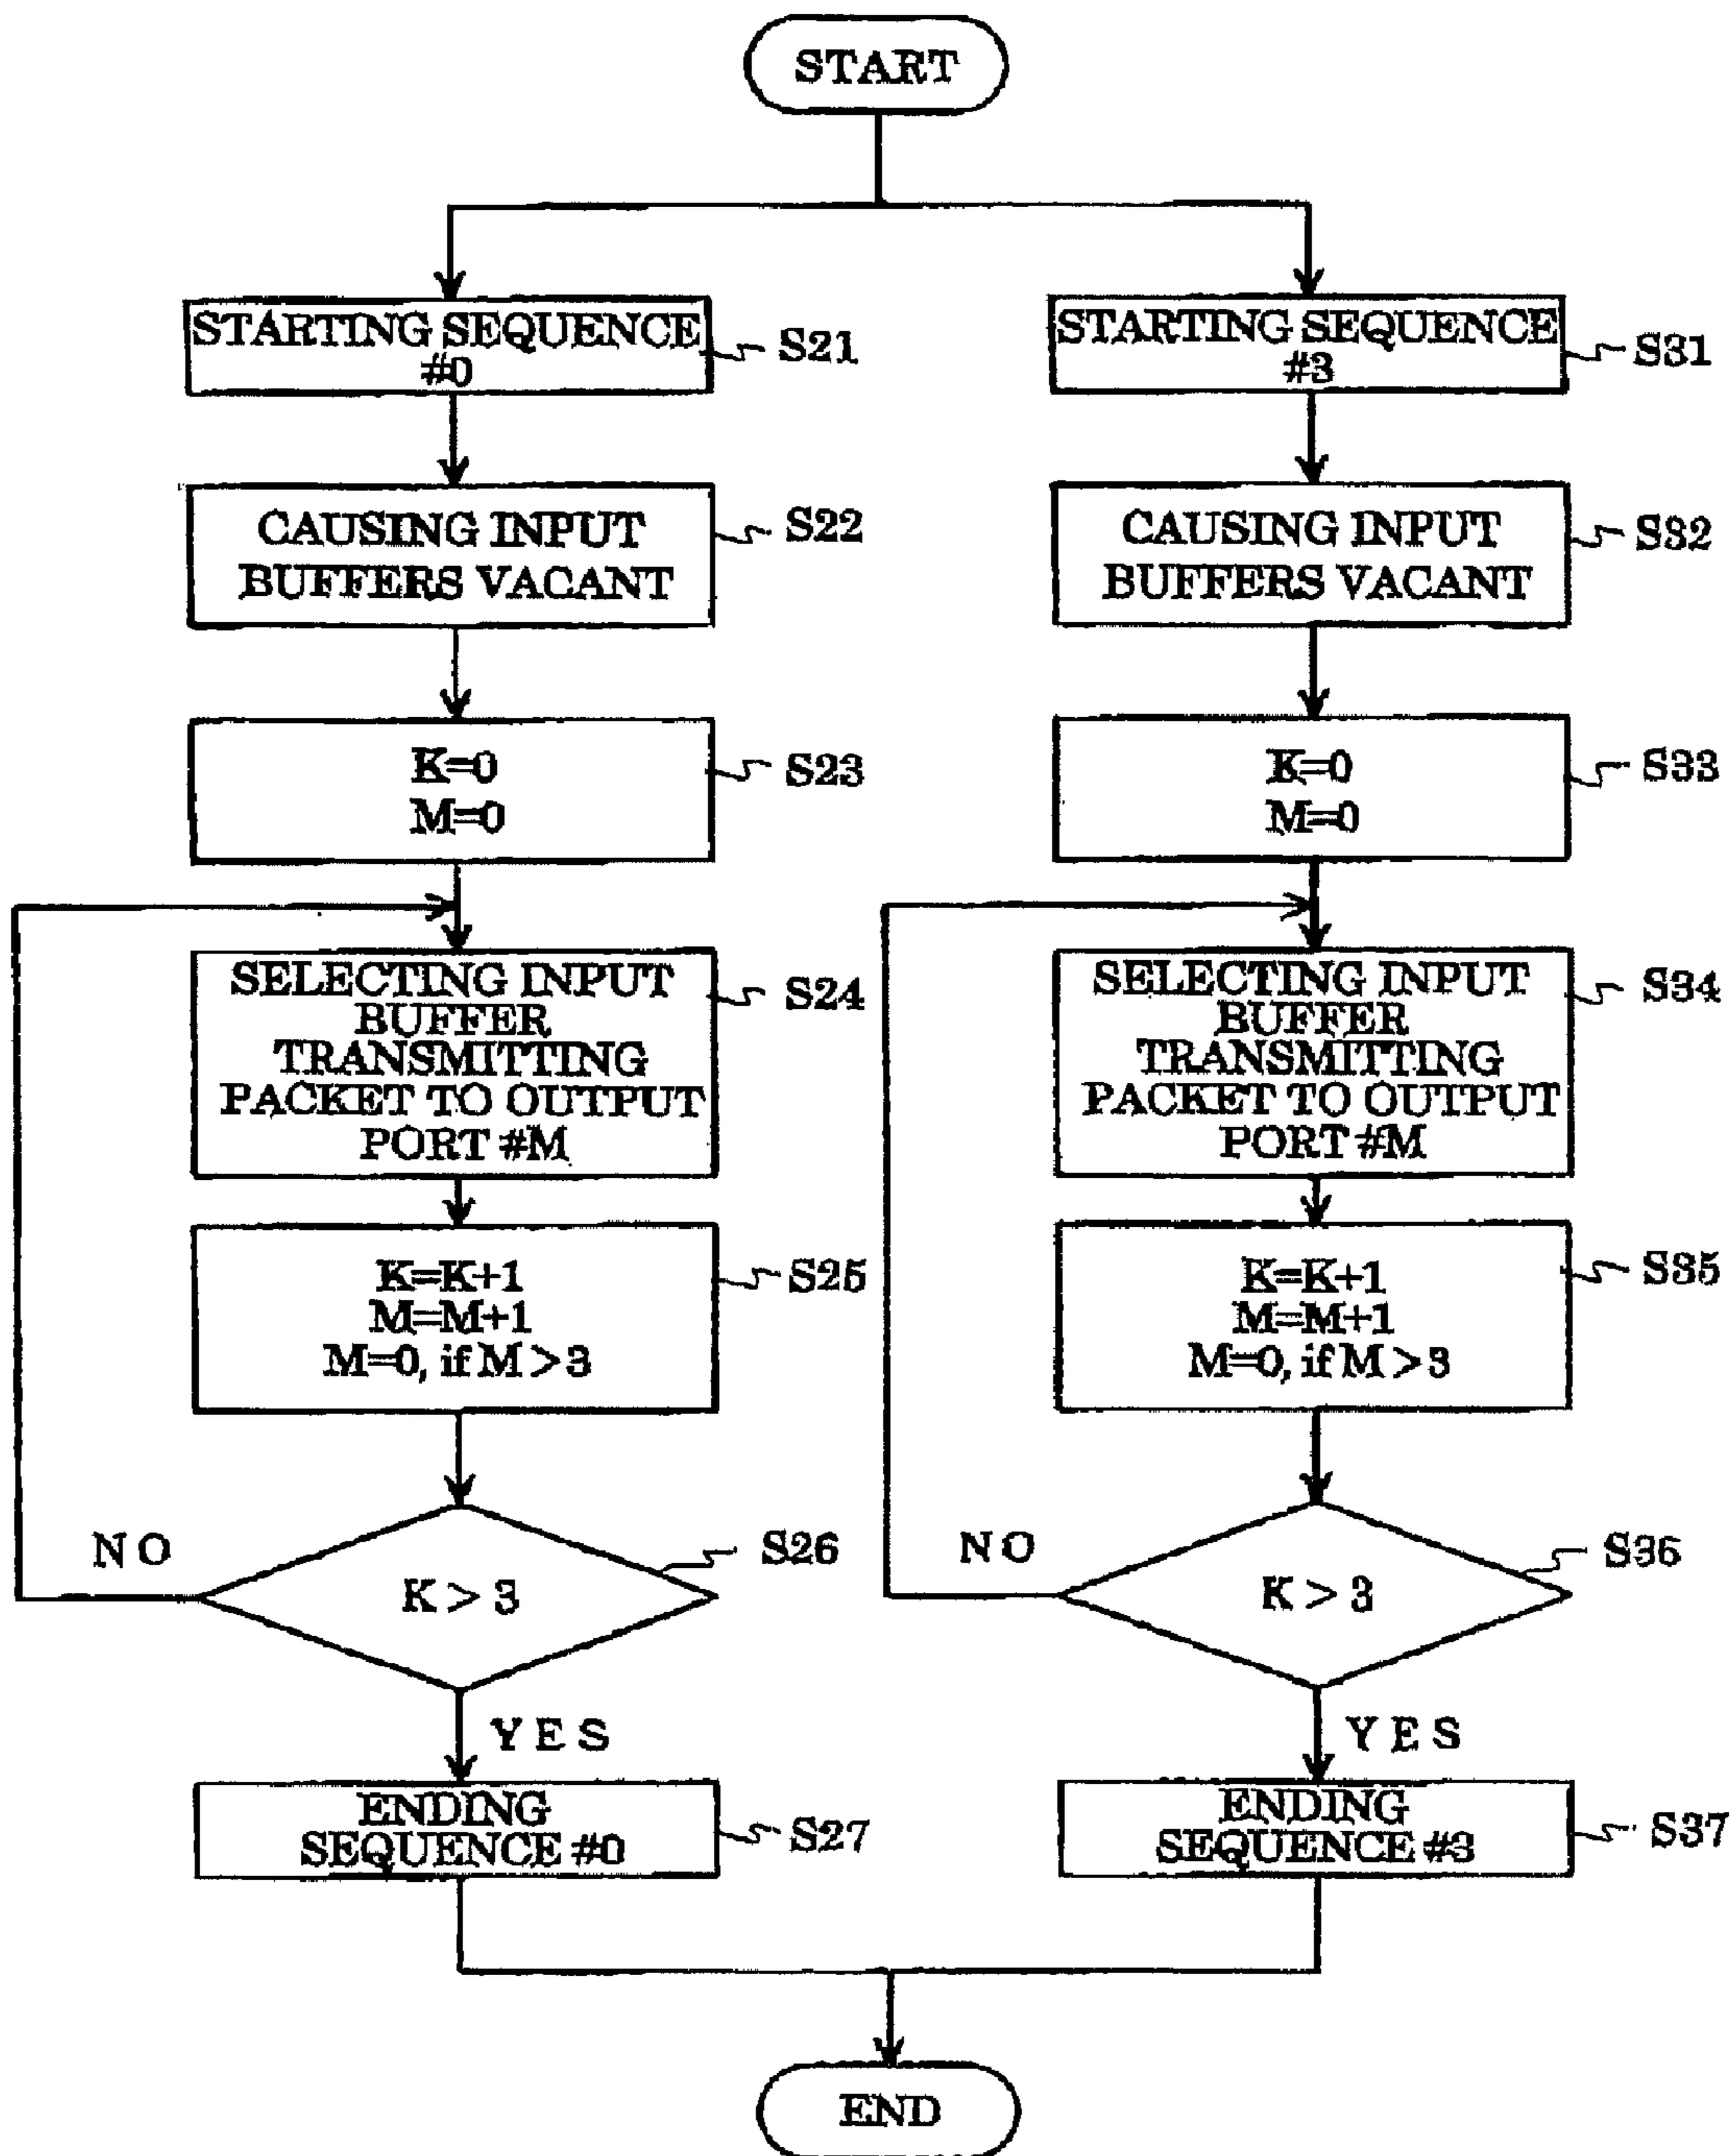 START
STARTING SEQUENCE
#0
S21
CAUSING INPUT
BUFFERS VACANT
S22
K=0
M=0
S23
SELECTING INPUT
BUFFER
TRANSMITTING
PACKET TO OUTPUT
PORT #M
S24
K=K+1
M=M+1
M=0, if M > 3
S25
NO
K > 3
S26
YES
ENDING
SEQUENCE #0
S27
STARTING SEQUENCE
#3
S31
CAUSING INPUT
BUFFERS VACANT
S32
K=0
M=0
S33
SELECTING INPUT
BUFFER
TRANSMITTING
PACKET TO OUTPUT
PORT #M
S34
K=K+1
M=M+1
M=0, if M > 3
S35
NO
K > 3
S36
YES
ENDING
SEQUENCE #3
S37
END